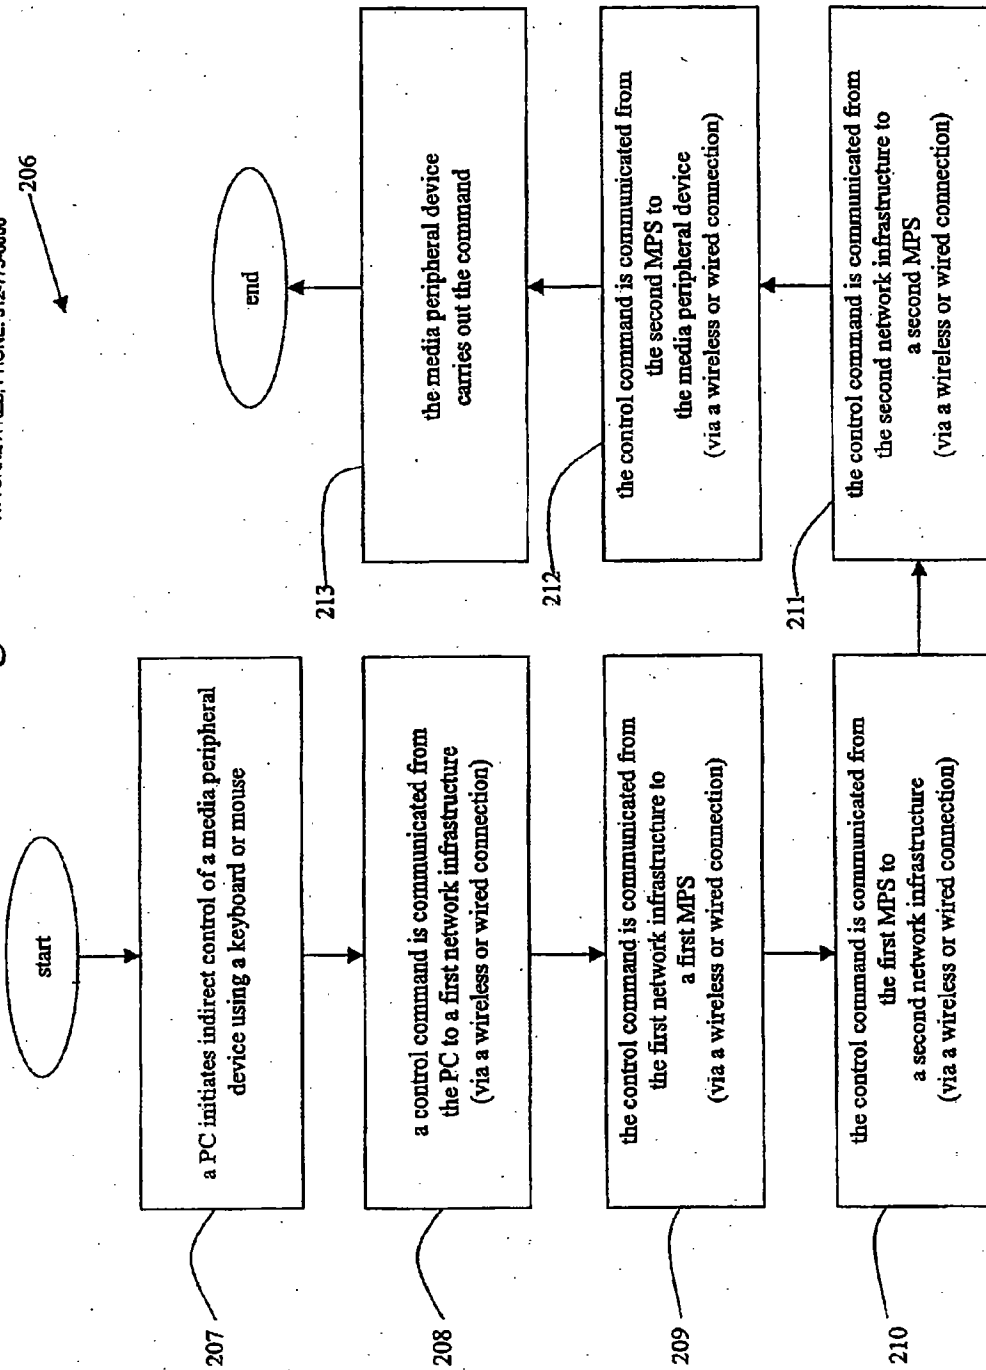 206
start
a PC initiates indirect control of a media peripheral
device using a keyboard or mouse
207
a control command is communicated from
the PC to a first network infrastructure
(via a wireless or wired connection)
208
the control command is communicated from
the first network infrastructure to
a first MPS
(via a wireless or wired connection)
209
the control command is communicated from
the first MPS to
a second network infrastructure
(via a wireless or wired connection)
210
the control command is communicated from
the second network infrastructure to
a second MPS
(via a wireless or wired connection)
211
the control command is communicated from
the second MPS to
the media peripheral device
(via a wireless or wired connection)
212
the media peripheral device
carries out the command
213
end